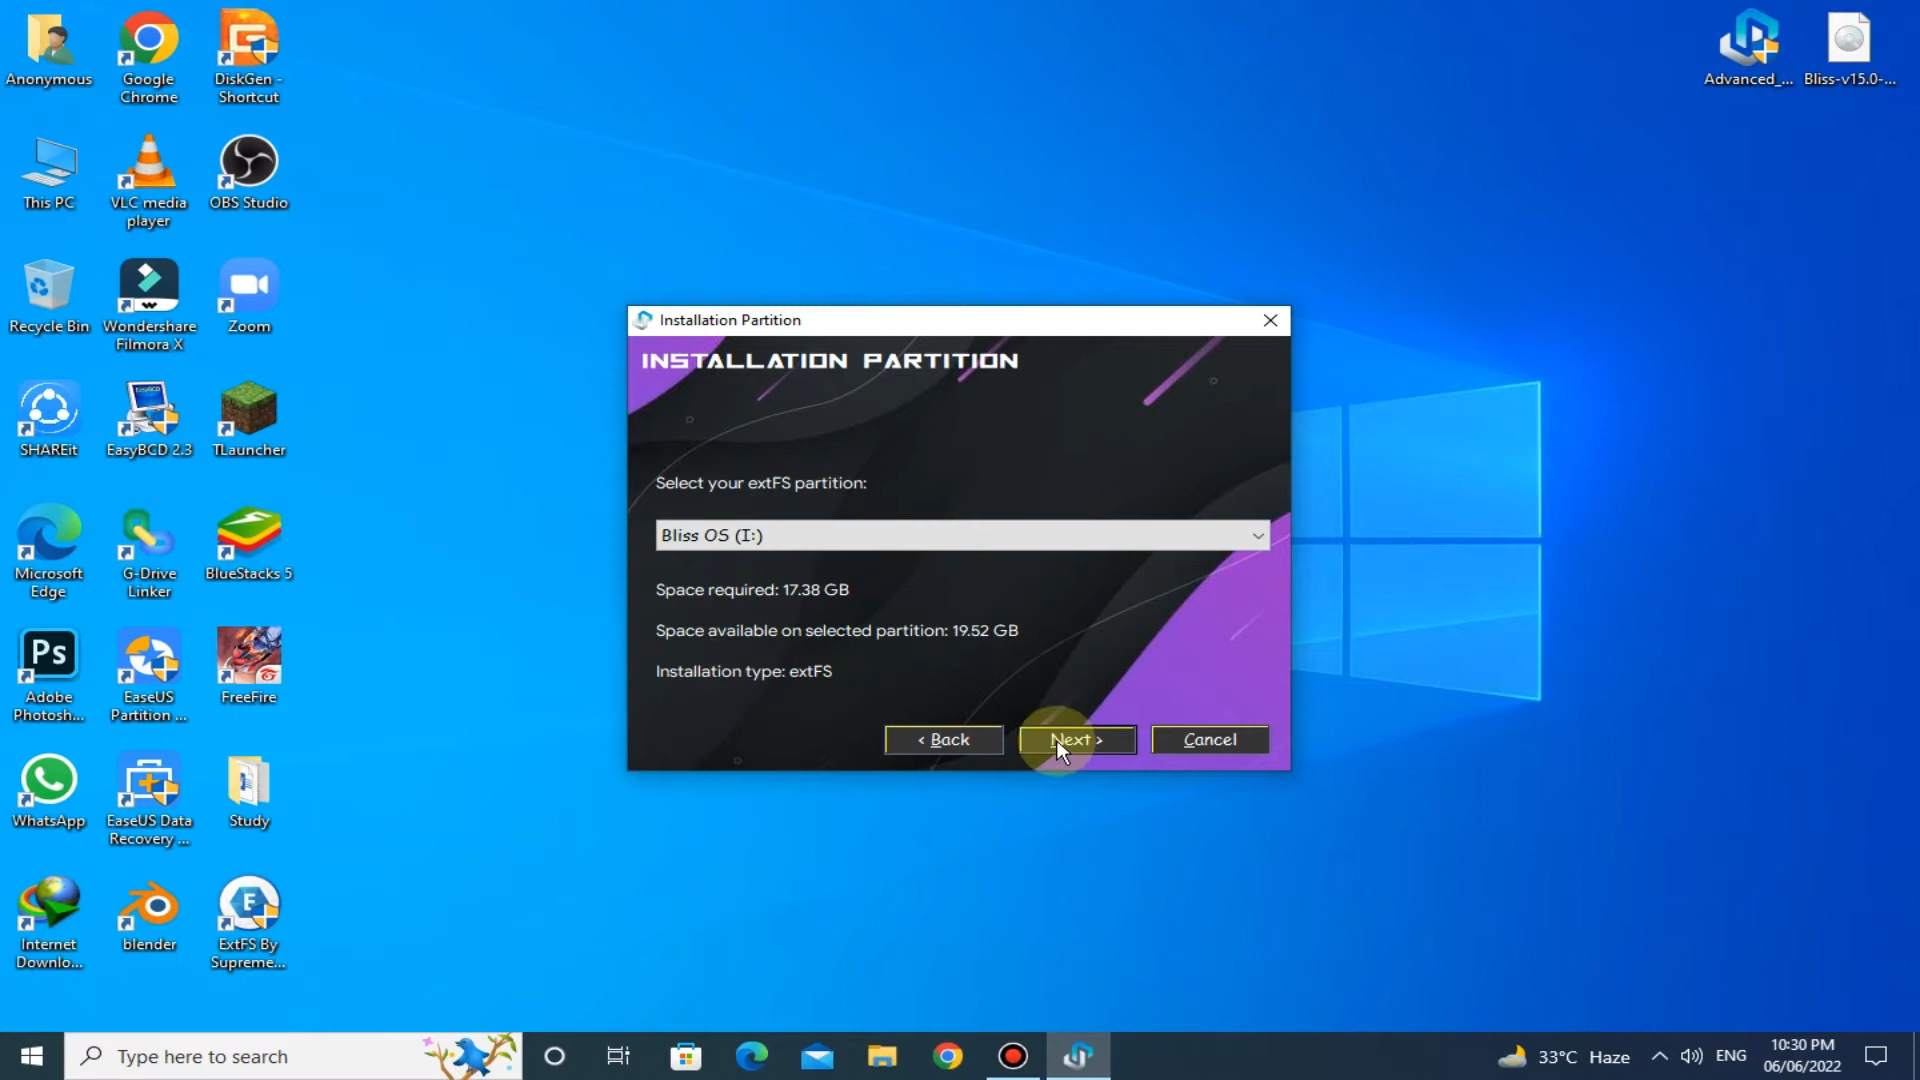 Anonymous
Google
Chrome
DiskGen -
Shortcut
Advanced_...
Bliss-v15.0-...
This PC
VLC media
player
OBS Studio
Recycle Bin
Wondershare
Filmora X
Zoom
SHAREit
EasyBCD 2.3
TLauncher
Microsoft
Edge
G-Drive
Linker
BlueStacks 5
Ps
Adobe
Photosh...
EaseUS
Partition ...
FreeFire
WhatsApp
EaseUS Data
Recovery ...
Study
Internet
Downlo...
blender
E
ExtFS By
Supreme...
Installation Partition
INSTALLATION PARTITION
Select your extFS partition:
Bliss OS (I:)
Space required: 17.38 GB
Space available on selected partition: 19.52 GB
Installation type: extFS
< Back
Next >
Cancel
Type here to search
33°C Haze
ENG
10:30 PM
06/06/2022